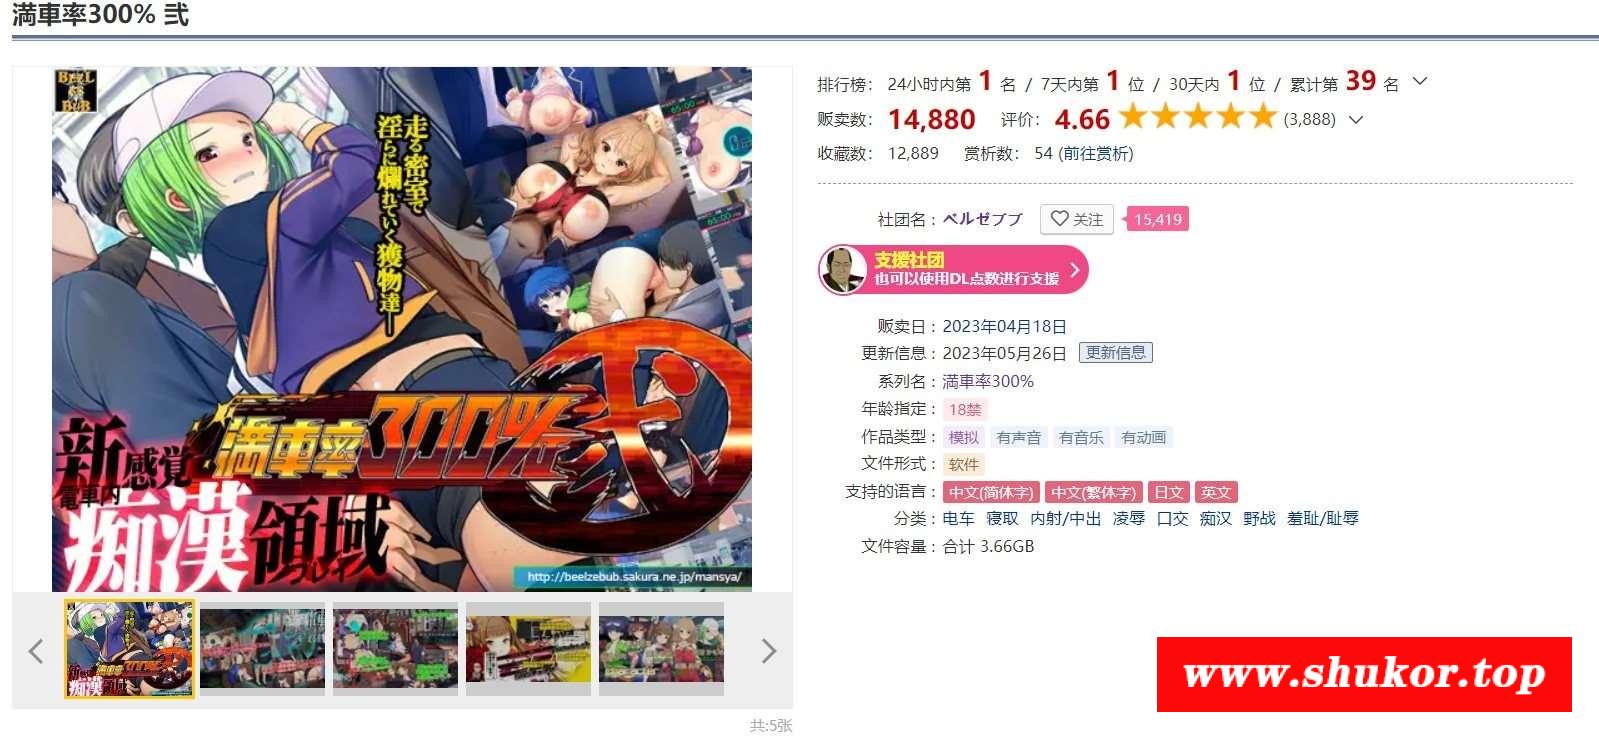 満車率300% 弐
BEEL
ZE
BUB
走る密室で
淫らに爛れていく獲物達―
65:00
65:00
満車率300%弐
新感覚
電車内
痴漢領域
http://beelzebub.sakura.ne.jp/mansya/
共:5张
排行榜： 24小时内第 1 名 / 7天内第 1 位 / 30天内 1 位 / 累计第 39 名
贩卖数： 14,880 评价： 4.66 (3,888)
收藏数： 12,889 赏析数： 54 (前往赏析)
社团名 : ベルゼブブ 关注 15,419
支援社团
也可以使用DL点数进行支援
贩卖日 : 2023年04月18日
更新信息 : 2023年05月26日 更新信息
系列名 : 満車率300%
年龄指定 : 18禁
作品类型 : 模拟 有声音 有音乐 有动画
文件形式 : 软件
支持的语言 : 中文(简体字) 中文(繁体字) 日文 英文
分类 : 电车 寝取 内射/中出 凌辱 口交 痴汉 野战 羞耻/耻辱
文件容量 : 合计 3.66GB
www.shukor.top